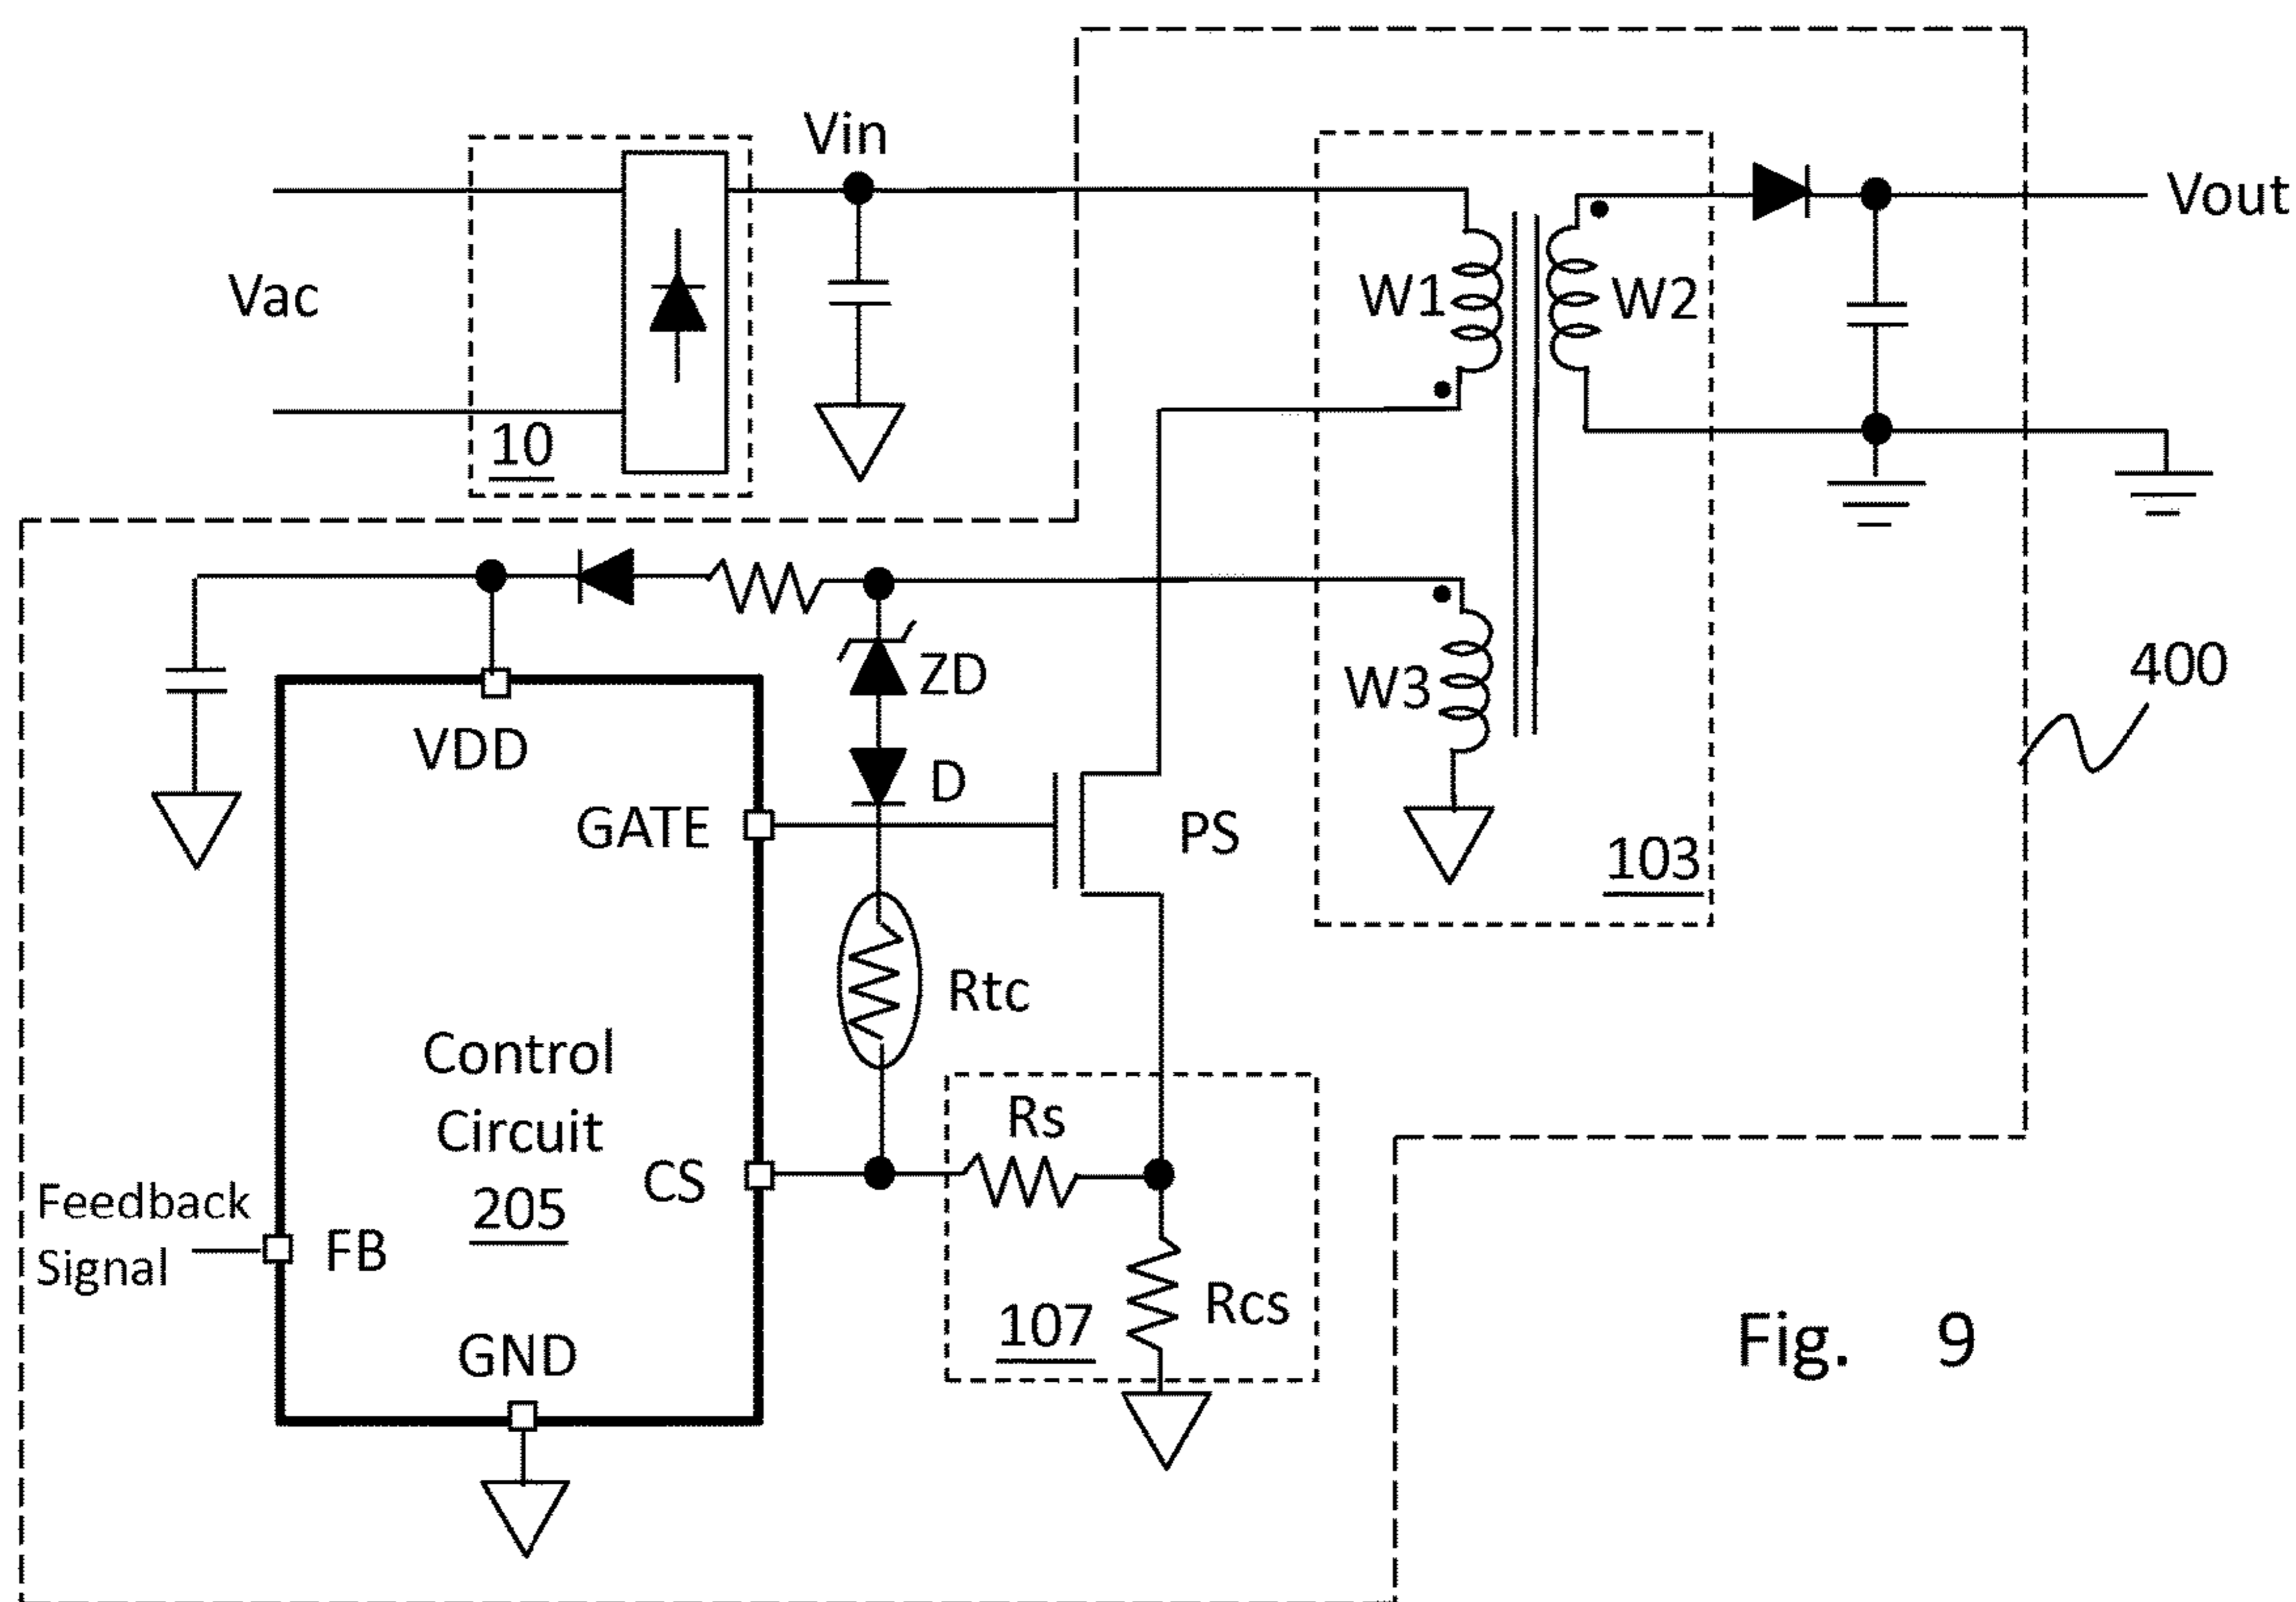 Vin
Vout
Vac
W1
W2
10
ZD
W3
400
VDD
D
GATE
PS
103
Rtc
Control
Circuit
205
Rs
CS
Feedback
Signal
FB
Rcs
107
GND
Fig. 9